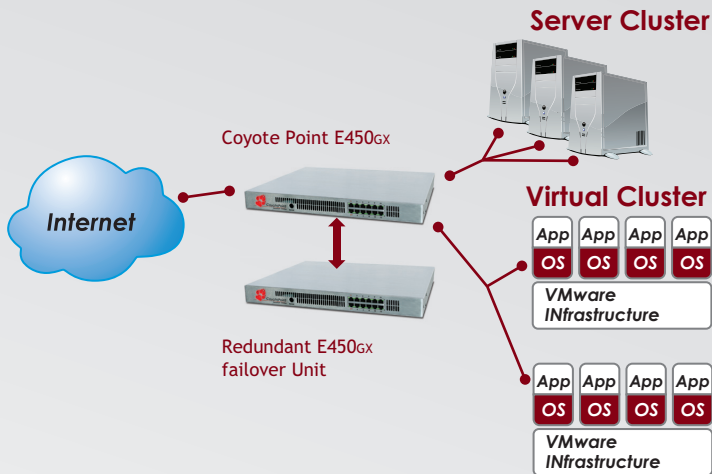 Server Cluster
Coyote Point E450GX
Internet
Virtual Cluster
App App App App
OS OS OS OS
VMware
INfrastructure
Redundant E450GX
failover Unit
App App App App
OS OS OS OS
VMware
INfrastructure